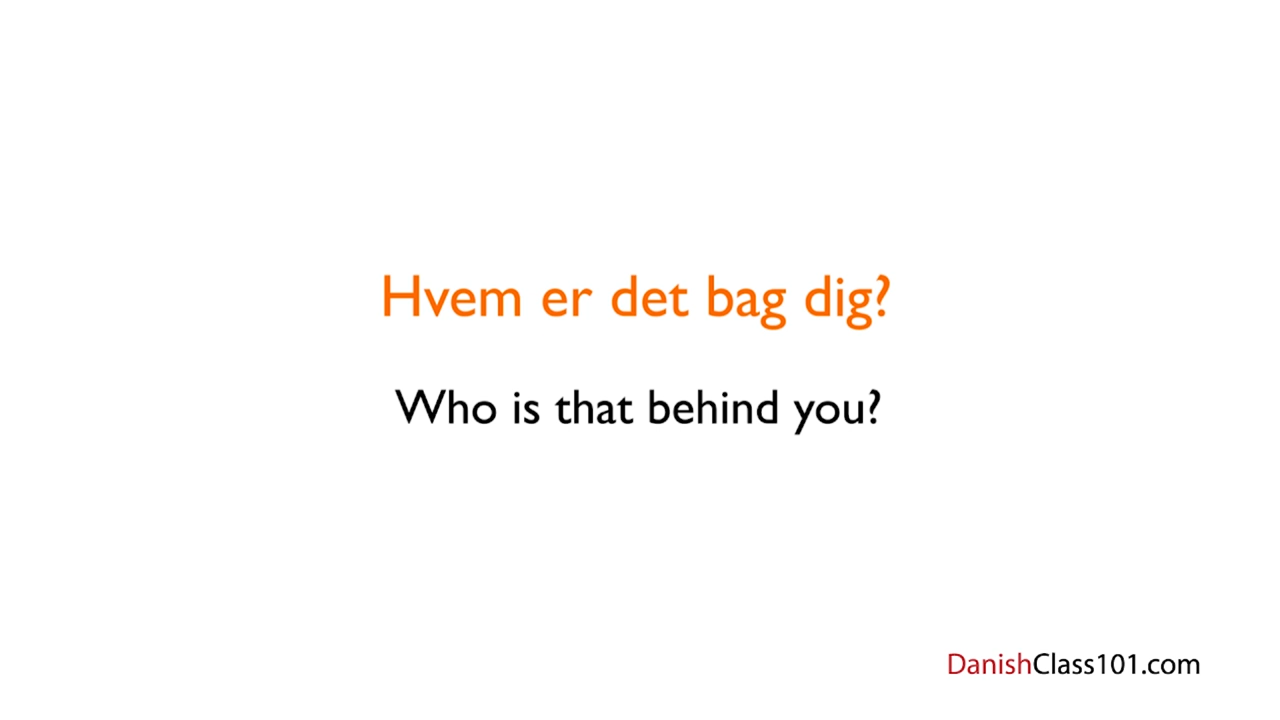 Hvem er det bag dig?
Who is that behind you?
DanishClass101.com